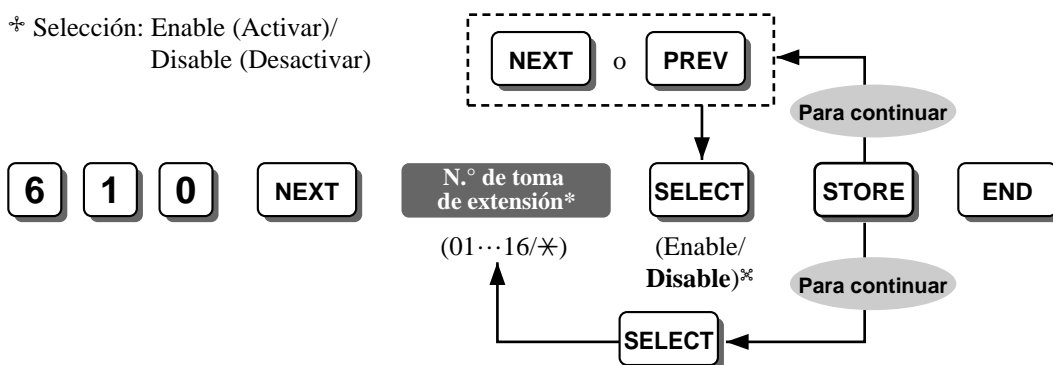 ✢ Selección: Enable (Activar)/
Disable (Desactivar)
NEXT o PREV
Para continuar
6 1 0 NEXT
N.° de toma
de extensión*
SELECT STORE END
(01···16/✳)
(Enable/
Disable)✼
Para continuar
SELECT